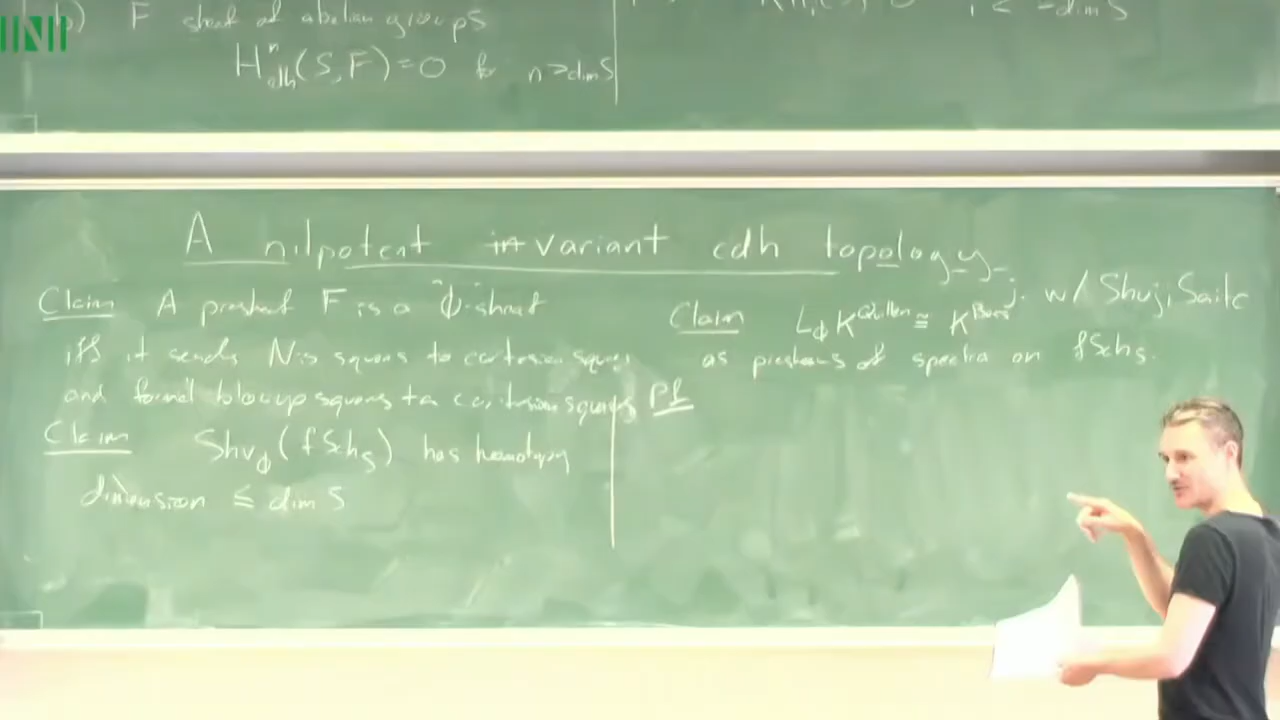 INI
b) F sheaf of abelian groups
H^n_cdh(S,F)=0 for n>dimS
i < -dim S
A nilpotent invariant cdh topology
j. w/ Shuji Saito
Claim A presheaf F is a ϕ-sheaf
iff it sends Nis squares to cartesian squares
and formal blowup squares to cartesian squares
Claim Shv_ϕ(fSch_S) has homotopy
dimension ≤ dim S
Claim L_ϕ K^Quillen ≅ K^Bass
as presheaves of spectra on fSch_S.
Pf